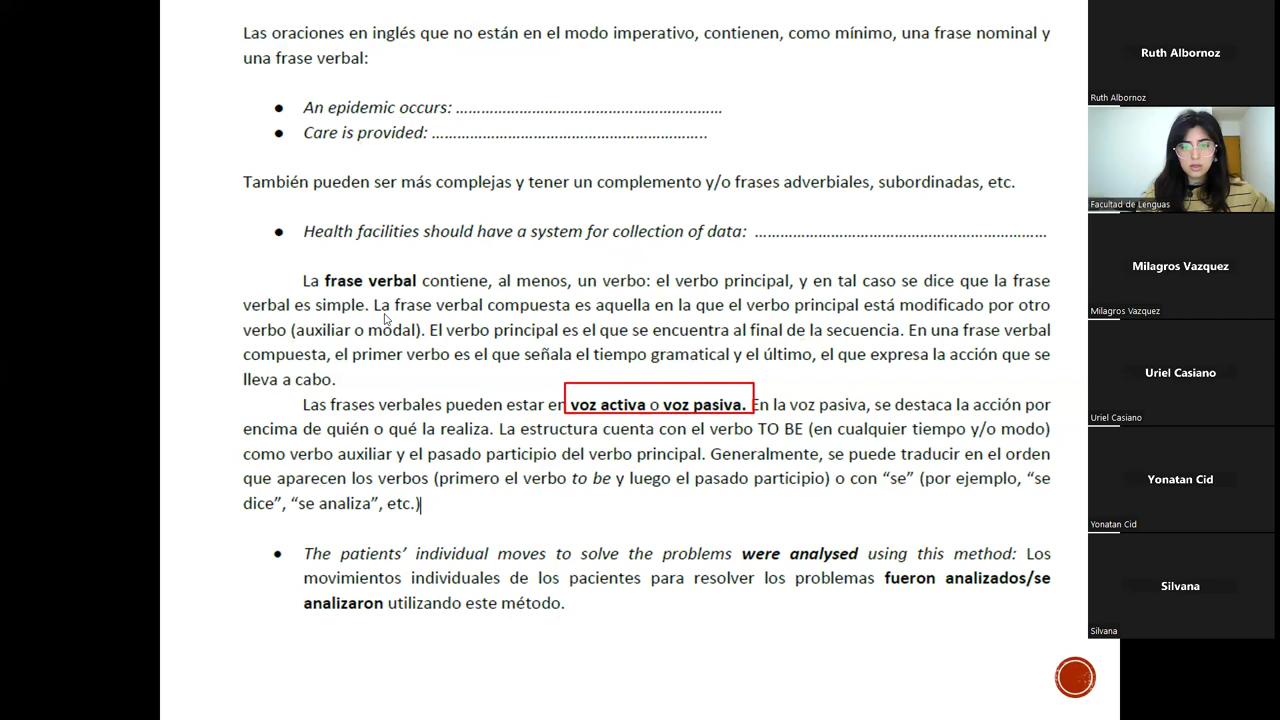 Las oraciones en inglés que no están en el modo imperativo, contienen, como mínimo, una frase nominal y
una frase verbal:
● An epidemic occurs: ……………………………………………………
● Care is provided: ……………………………………………………..
También pueden ser más complejas y tener un complemento y/o frases adverbiales, subordinadas, etc.
● Health facilities should have a system for collection of data: …………………………………………………………
La frase verbal contiene, al menos, un verbo: el verbo principal, y en tal caso se dice que la frase
verbal es simple. La frase verbal compuesta es aquella en la que el verbo principal está modificado por otro
verbo (auxiliar o modal). El verbo principal es el que se encuentra al final de la secuencia. En una frase verbal
compuesta, el primer verbo es el que señala el tiempo gramatical y el último, el que expresa la acción que se
lleva a cabo.
Las frases verbales pueden estar en voz activa o voz pasiva. En la voz pasiva, se destaca la acción por
encima de quién o qué la realiza. La estructura cuenta con el verbo TO BE (en cualquier tiempo y/o modo)
como verbo auxiliar y el pasado participio del verbo principal. Generalmente, se puede traducir en el orden
que aparecen los verbos (primero el verbo to be y luego el pasado participio) o con “se” (por ejemplo, “se
dice”, “se analiza”, etc.)
● The patients’ individual moves to solve the problems were analysed using this method: Los
movimientos individuales de los pacientes para resolver los problemas fueron analizados/se
analizaron utilizando este método.
Ruth Albornoz
Ruth Albornoz
Facultad de Lenguas
Milagros Vazquez
Milagros Vazquez
Uriel Casiano
Uriel Casiano
Yonatan Cid
Yonatan Cid
Silvana
Silvana